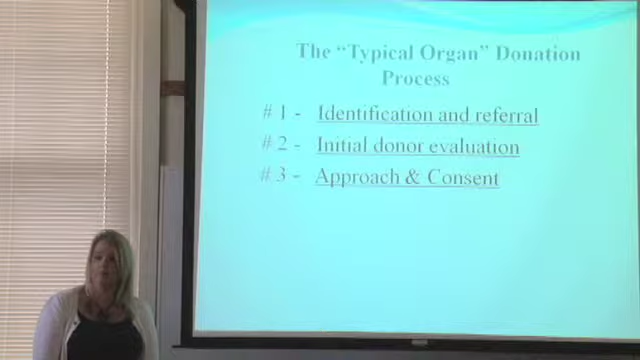 The “Typical Organ” Donation
Process
# 1 - Identification and referral
# 2 - Initial donor evaluation
# 3 - Approach & Consent